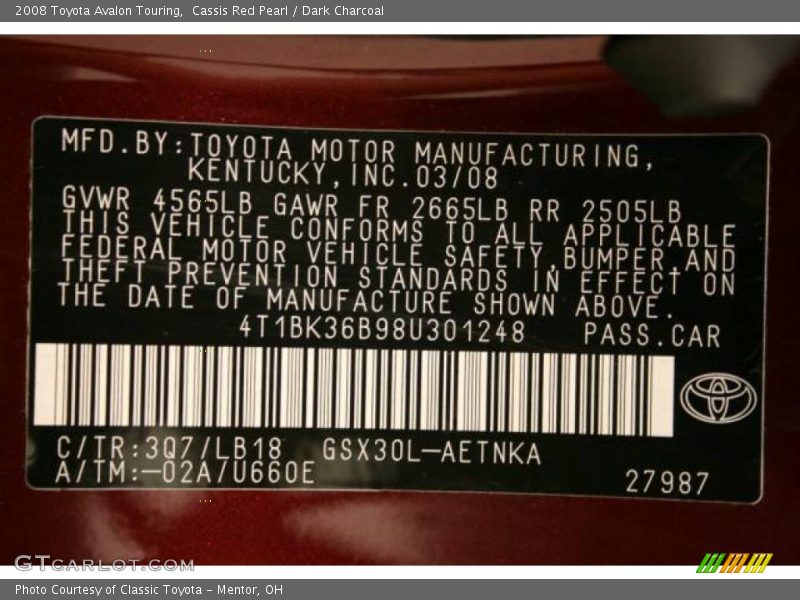 2008 Toyota Avalon Touring,  Cassis Red Pearl / Dark Charcoal
MFD.BY:TOYOTA MOTOR MANUFACTURING,
KENTUCKY,INC.03/08
GVWR 4565LB GAWR FR 2665LB RR 2505LB
THIS VEHICLE CONFORMS TO ALL APPLICABLE
FEDERAL MOTOR VEHICLE SAFETY,BUMPER,AND
THEFT PREVENTION STANDARDS IN EFFECT ON
THE DATE OF MANUFACTURE SHOWN ABOVE.
4T1BK36B98U301248 PASS.CAR
C/TR:3Q7/LB18 GSX30L-AETNKA
A/TM:-02A/U660E 27987
GTCARLOT.COM
Photo Courtesy of Classic Toyota - Mentor, OH